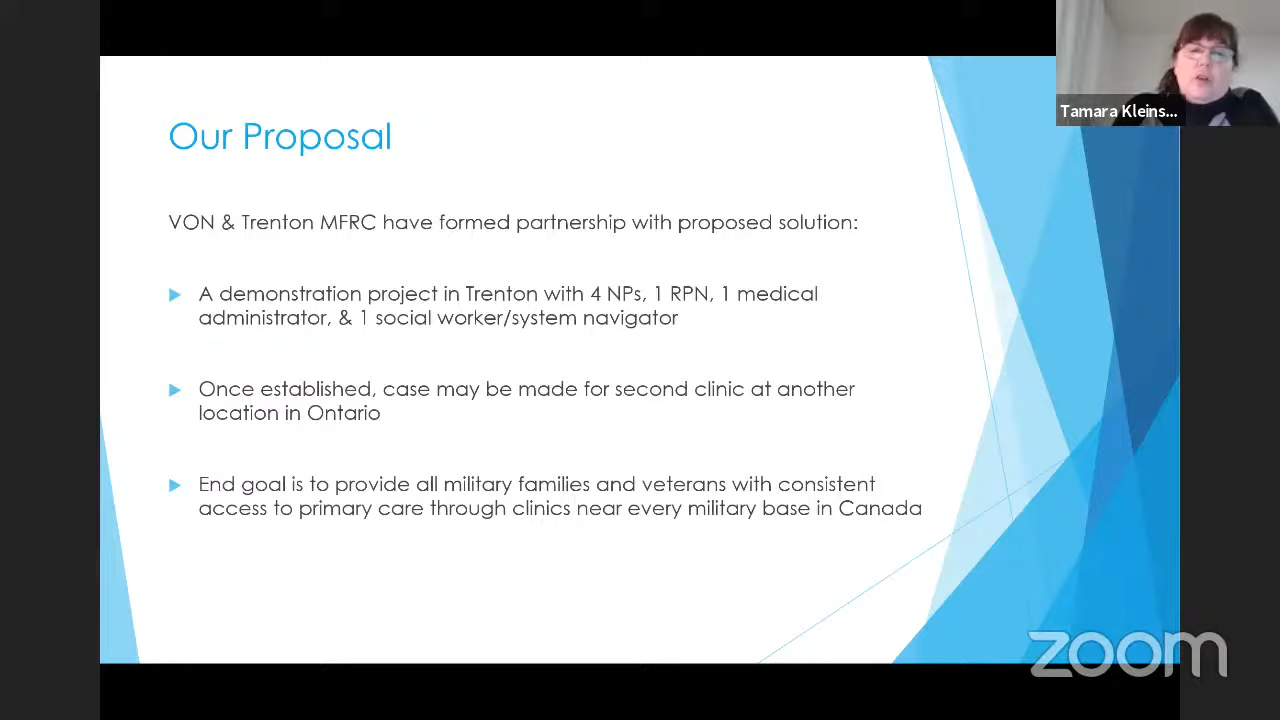 Tamara Kleins...
Our Proposal
VON & Trenton MFRC have formed partnership with proposed solution:
A demonstration project in Trenton with 4 NPs, 1 RPN, 1 medical
administrator, & 1 social worker/system navigator
Once established, case may be made for second clinic at another
location in Ontario
End goal is to provide all military families and veterans with consistent
access to primary care through clinics near every military base in Canada
zoom